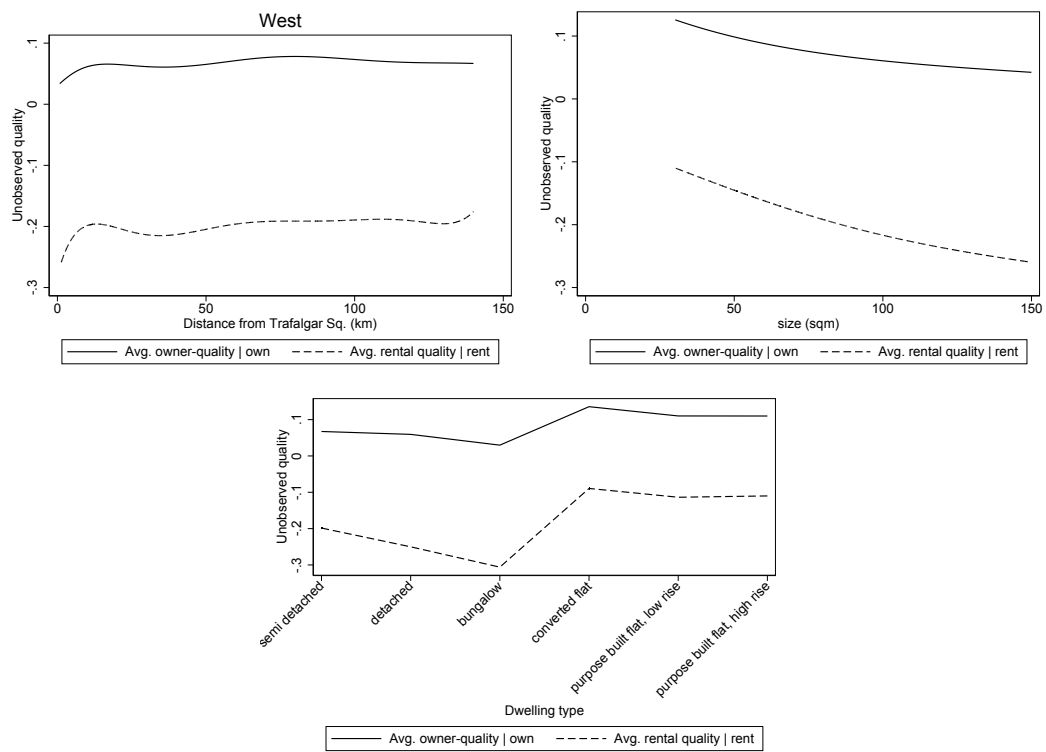 West
Unobserved quality
.1
0
-.1
-.2
-.3
0
50
100
150
Distance from Trafalgar Sq. (km)
Avg. owner-quality | own
Avg. rental quality | rent
Unobserved quality
.1
0
-.1
-.2
-.3
0
50
100
150
size (sqm)
Avg. owner-quality | own
Avg. rental quality | rent
Unobserved quality
.1
0
-.1
-.2
-.3
semi detached
detached
bungalow
converted flat
purpose built flat, low rise
purpose built flat, high rise
Dwelling type
Avg. owner-quality | own
Avg. rental quality | rent